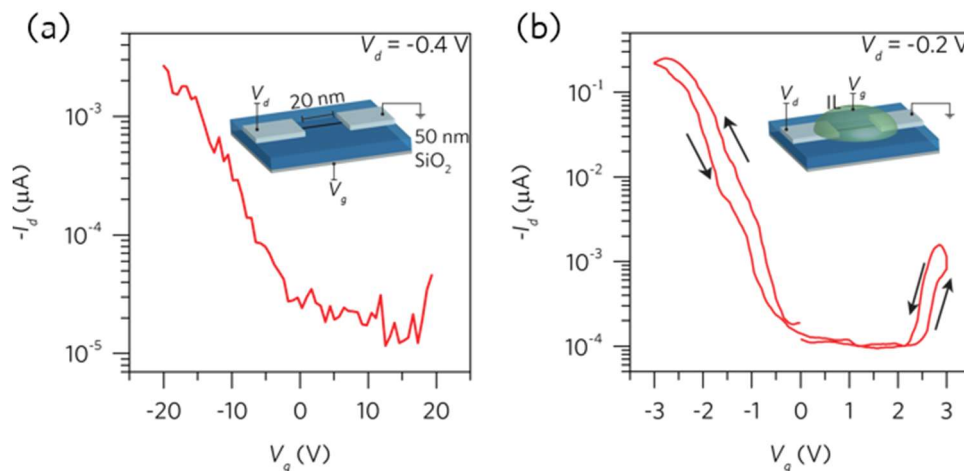 (a)
V_d = -0.4 V
10⁻³
10⁻⁴
10⁻⁵
-I_d (µA)
V_d
20 nm
50 nm
SiO₂
V_g
-20
-10
0
10
20
V_g (V)
(b)
V_d = -0.2 V
10⁻¹
10⁻²
10⁻³
10⁻⁴
-I_d (µA)
V_d
IL
V_g
-3
-2
-1
0
1
2
3
V_g (V)